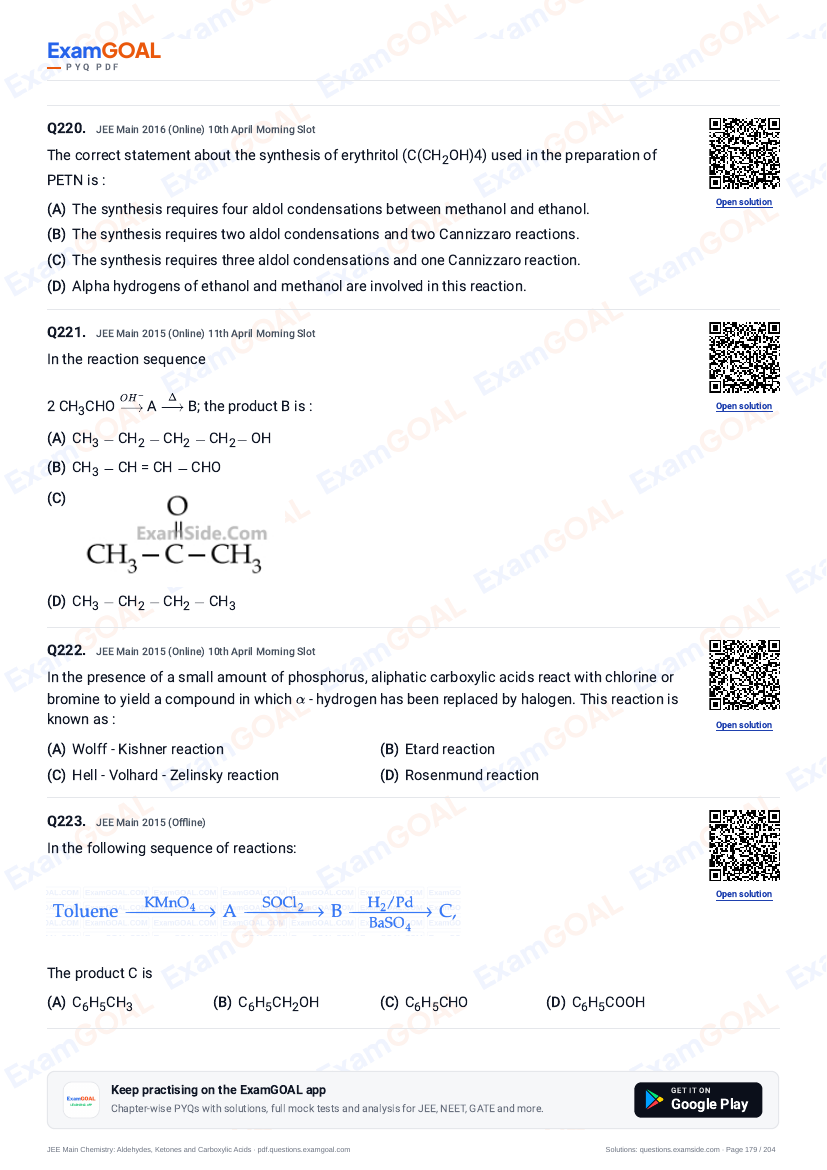 ExamGOAL
PYQ PDF
Q220. JEE Main 2016 (Online) 10th April Morning Slot
The correct statement about the synthesis of erythritol (C(CH2OH)4) used in the preparation of
PETN is :
(A) The synthesis requires four aldol condensations between methanol and ethanol.
(B) The synthesis requires two aldol condensations and two Cannizzaro reactions.
(C) The synthesis requires three aldol condensations and one Cannizzaro reaction.
(D) Alpha hydrogens of ethanol and methanol are involved in this reaction.
Open solution
Q221. JEE Main 2015 (Online) 11th April Morning Slot
In the reaction sequence
2 CH3CHO OH−⟶ A Δ⟶ B; the product B is :
(A) CH3 − CH2 − CH2 − CH2− OH
(B) CH3 − CH = CH − CHO
(C)
O
ExamSide.Com
CH3 − C − CH3
(D) CH3 − CH2 − CH2 − CH3
Open solution
Q222. JEE Main 2015 (Online) 10th April Morning Slot
In the presence of a small amount of phosphorus, aliphatic carboxylic acids react with chlorine or
bromine to yield a compound in which α - hydrogen has been replaced by halogen. This reaction is
known as :
(A) Wolff - Kishner reaction (B) Etard reaction
(C) Hell - Volhard - Zelinsky reaction (D) Rosenmund reaction
Open solution
Q223. JEE Main 2015 (Offline)
In the following sequence of reactions:
Toluene KMnO4⟶ A SOCl2⟶ B H2/Pd⟶BaSO4 C,
The product C is
(A) C6H5CH3 (B) C6H5CH2OH (C) C6H5CHO (D) C6H5COOH
Open solution
ExamGOAL
Keep practising on the ExamGOAL app
Chapter-wise PYQs with solutions, full mock tests and analysis for JEE, NEET, GATE and more.
GET IT ON
Google Play
JEE Main Chemistry: Aldehydes, Ketones and Carboxylic Acids · pdf.questions.examgoal.com
Solutions: questions.examside.com · Page 179 / 204